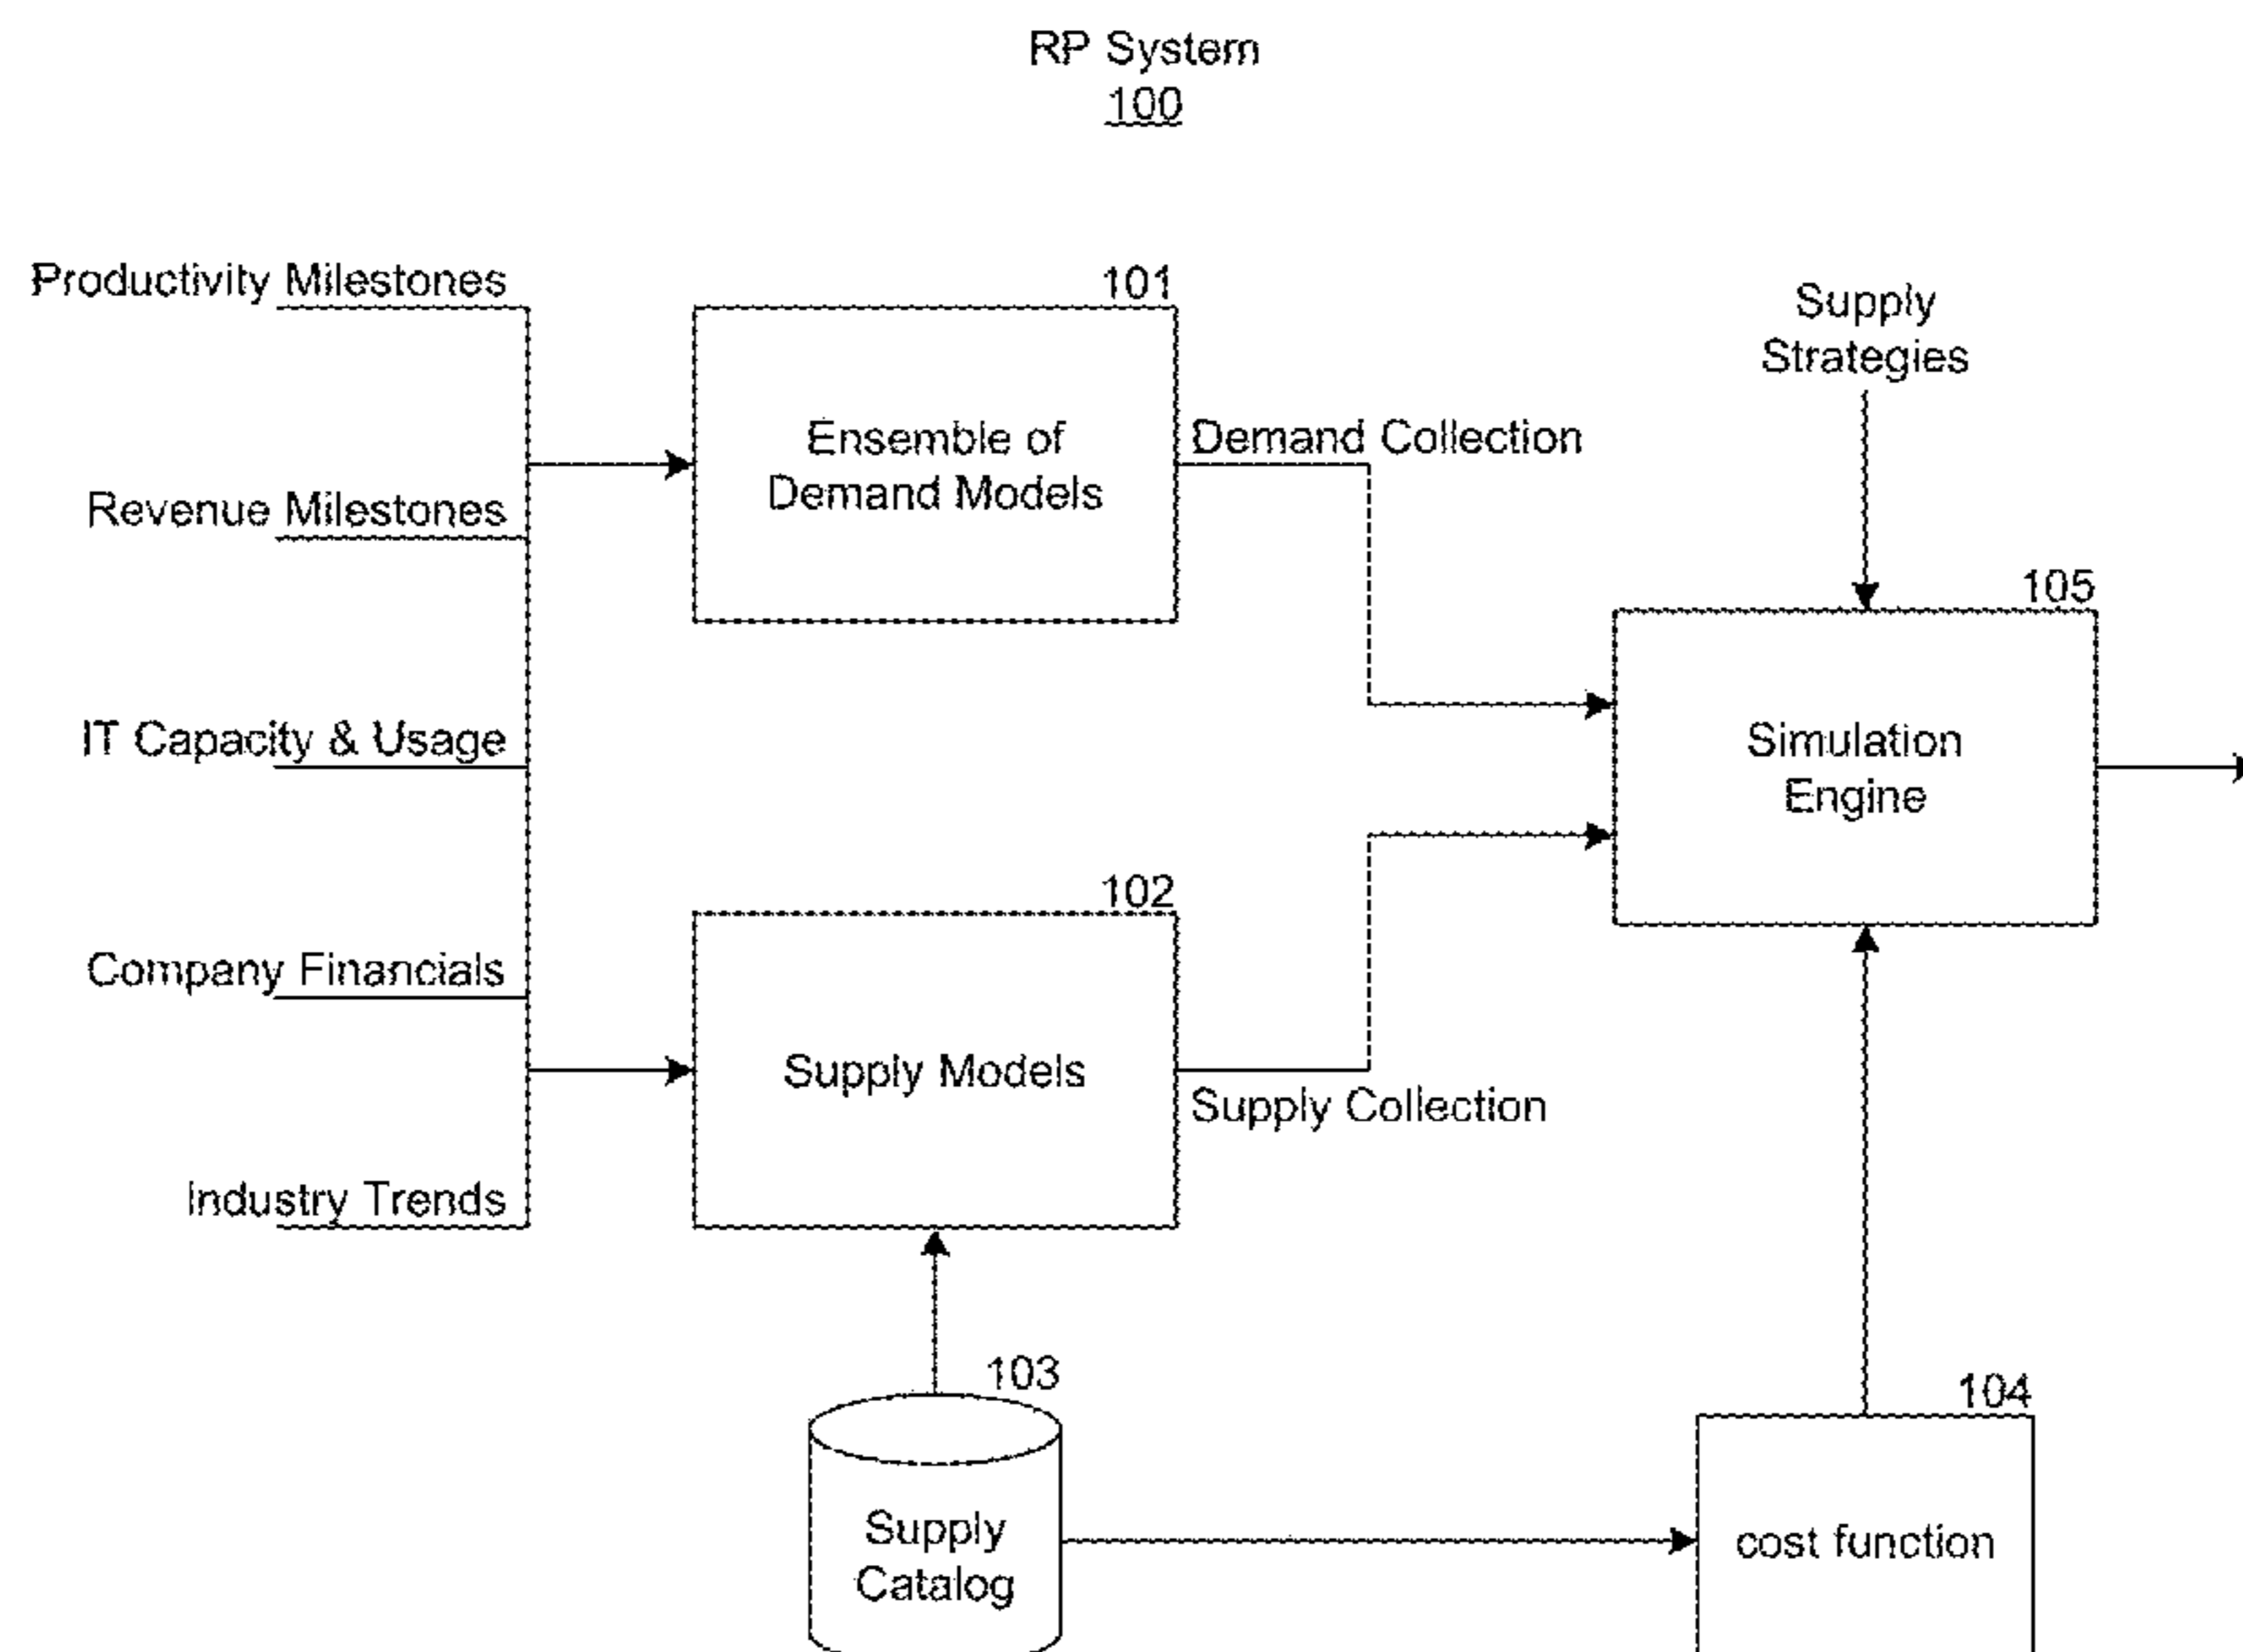 RP System
100
Productivity Milestones
Revenue Milestones
IT Capacity & Usage
Company Financials
Industry Trends
101
Ensemble of
Demand Models
Demand Collection
102
Supply Models
Supply Collection
103
Supply
Catalog
Supply
Strategies
105
Simulation
Engine
104
cost function